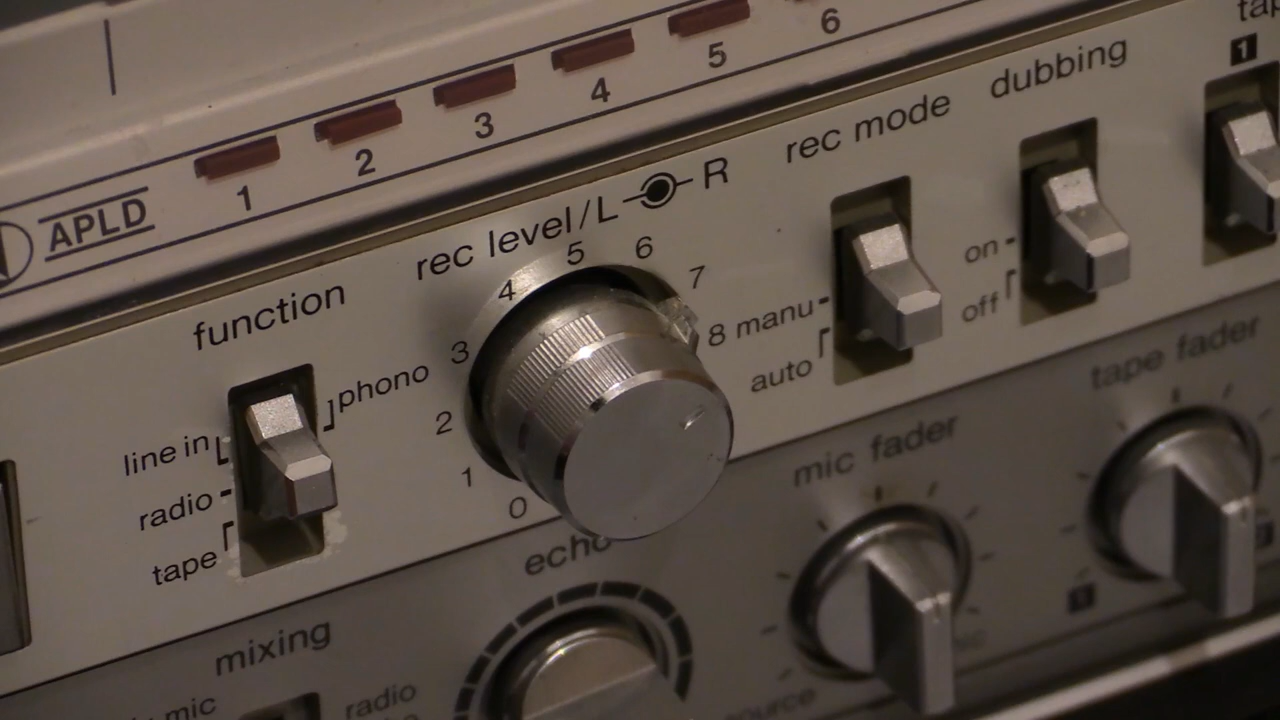 1 2 3 4 5 6
APLD
function
phono
line in
radio
tape
rec level/L R
0 1 2 3 4 5 6 7 8
rec mode
manu
auto
dubbing
on
off
1
mixing
mic
radio
echo
mic fader
tape fader